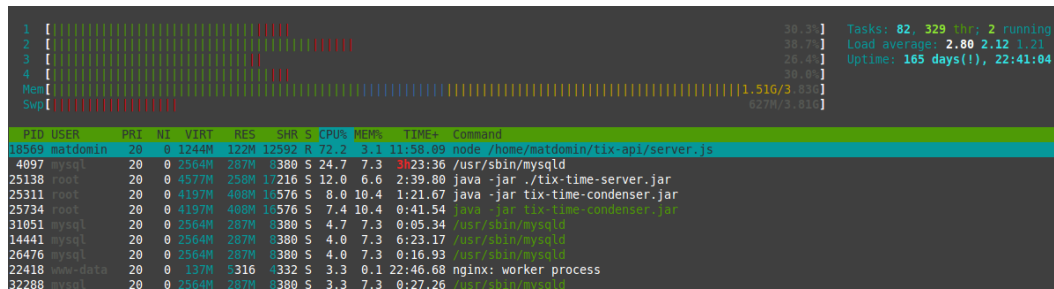 1 [ 30.3%] Tasks: 82, 329 thr; 2 running
2 [ 38.7%] Load average: 2.80 2.12 1.21
3 [ 26.4%] Uptime: 165 days(!), 22:41:04
4 [ 30.0%]
Mem[ 1.51G/3.83G]
Swp[ 627M/3.81G]
PID USER PRI NI VIRT RES SHR S CPU% MEM% TIME+ Command
18569 matdomin 20 0 1244M 122M 12592 R 72.2 3.1 11:58.09 node /home/matdomin/tix-api/server.js
4097 mysql 20 0 2564M 287M 8380 S 24.7 7.3 3h23:36 /usr/sbin/mysqld
25138 root 20 0 4577M 258M 17216 S 12.0 6.6 2:39.80 java -jar ./tix-time-server.jar
25311 root 20 0 4197M 408M 16576 S 8.0 10.4 1:21.67 java -jar tix-time-condenser.jar
25734 root 20 0 4197M 408M 16576 S 7.4 10.4 0:41.54 java -jar tix-time-condenser.jar
31051 mysql 20 0 2564M 287M 8380 S 4.7 7.3 0:05.34 /usr/sbin/mysqld
14441 mysql 20 0 2564M 287M 8380 S 4.0 7.3 6:23.17 /usr/sbin/mysqld
26476 mysql 20 0 2564M 287M 8380 S 4.0 7.3 0:16.93 /usr/sbin/mysqld
22418 www-data 20 0 137M 5316 4332 S 3.3 0.1 22:46.68 nginx: worker process
32288 mysql 20 0 2564M 287M 8380 S 3.3 7.3 0:27.26 /usr/sbin/mysqld